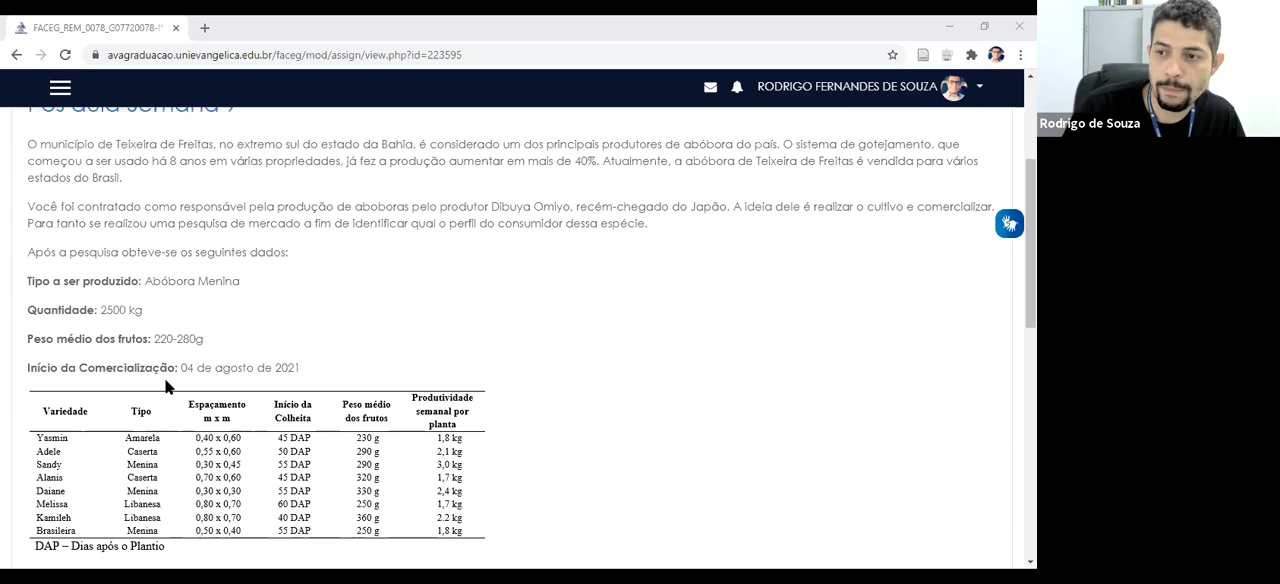 FACEG_REM_0078_G07720078-
avagraduacao.unievangelica.edu.br/faceg/mod/assign/view.php?id=223595
RODRIGO FERNANDES DE SOUZA
Rodrigo de Souza
Pós aula Semana
O município de Teixeira de Freitas, no extremo sul do estado da Bahia, é considerado um dos principais produtores de abóbora do país. O sistema de gotejamento, que
começou a ser usado há 8 anos em várias propriedades, já fez a produção aumentar em mais de 40%. Atualmente, a abóbora de Teixeira de Freitas é vendida para vários
estados do Brasil.
Você foi contratado como responsável pela produção de aboboras pelo produtor Dibuya Omiyo, recém-chegado do Japão. A ideia dele é realizar o cultivo e comercializar.
Para tanto se realizou uma pesquisa de mercado a fim de identificar qual o perfil do consumidor dessa espécie.
Após a pesquisa obteve-se os seguintes dados:
Tipo a ser produzido: Abóbora Menina
Quantidade: 2500 kg
Peso médio dos frutos: 220-280g
Início da Comercialização: 04 de agosto de 2021
Variedade Tipo Espaçamento m x m Início da Colheita Peso médio dos frutos Produtividade semanal por planta
Yasmin Amarela 0,40 x 0,60 45 DAP 230 g 1,8 kg
Adele Caserta 0,55 x 0,60 50 DAP 290 g 2,1 kg
Sandy Menina 0,30 x 0,45 55 DAP 290 g 3,0 kg
Alanis Caserta 0,70 x 0,60 45 DAP 320 g 1,7 kg
Daiane Menina 0,30 x 0,30 55 DAP 330 g 2,4 kg
Melissa Libanesa 0,80 x 0,70 60 DAP 250 g 1,7 kg
Kamileh Libanesa 0,80 x 0,70 40 DAP 360 g 2.2 kg
Brasileira Menina 0,50 x 0,40 55 DAP 250 g 1,8 kg
DAP – Dias após o Plantio